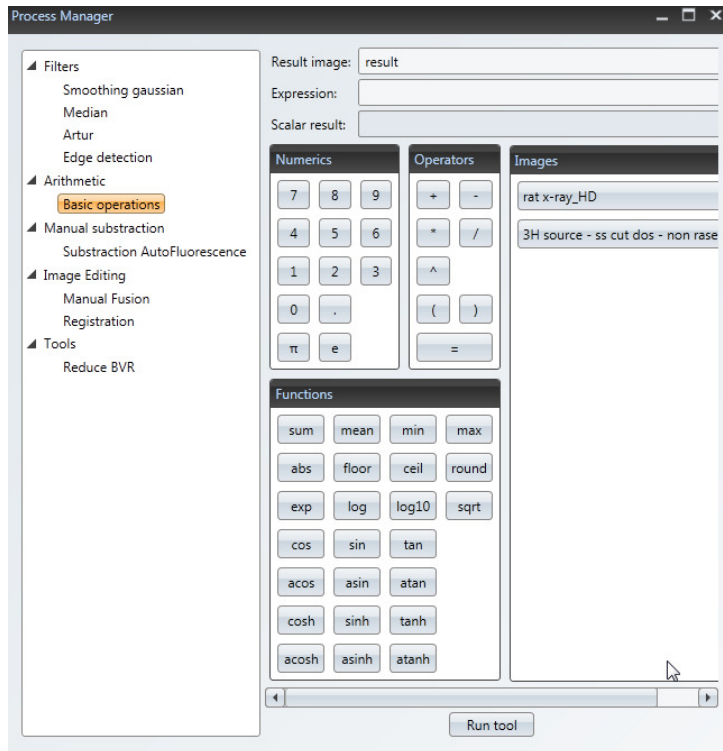 Process Manager
Filters
Smoothing gaussian
Median
Artur
Edge detection
Arithmetic
Basic operations
Manual substraction
Substraction AutoFluorescence
Image Editing
Manual Fusion
Registration
Tools
Reduce BVR
Result image: result
Expression:
Scalar result:
Numerics
7 8 9
4 5 6
1 2 3
0 .
π e
Operators
+ -
* /
^
( )
=
Images
rat x-ray_HD
3H source - ss cut dos - non rase
Functions
sum mean min max
abs floor ceil round
exp log log10 sqrt
cos sin tan
acos asin atan
cosh sinh tanh
acosh asinh atanh
Run tool